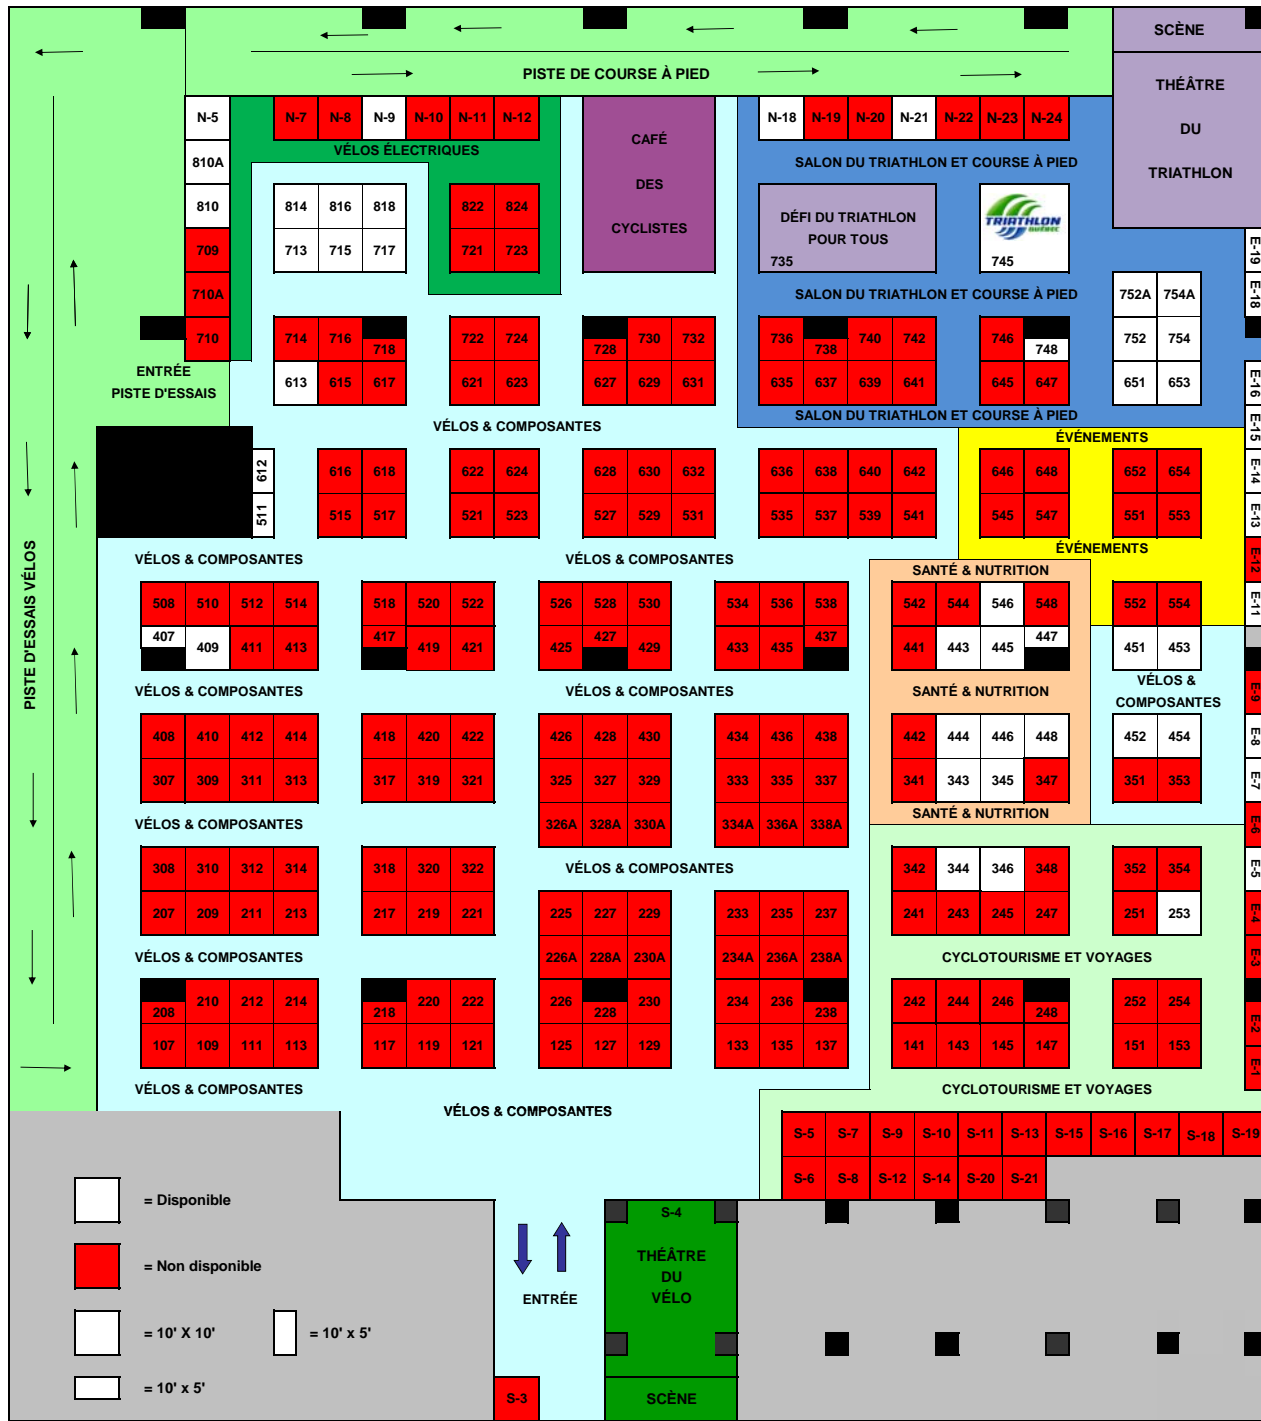 SCÈNE
PISTE DE COURSE À PIED
THÉÂTRE
DU
TRIATHLON
N-5 N-7 N-8 N-9 N-10 N-11 N-12 N-18 N-19 N-20 N-21 N-22 N-23 N-24
CAFÉ
DES
CYCLISTES
VÉLOS ÉLECTRIQUES
SALON DU TRIATHLON ET COURSE À PIED
810A
810 814 816 818 822 824
DÉFI DU TRIATHLON
POUR TOUS
735
TRIATHLON
QUÉBEC
745
709 713 715 717 721 723
E-19
E-18
710A
SALON DU TRIATHLON ET COURSE À PIED
752A 754A
710 714 716 718 722 724 728 730 732 736 738 740 742 746 748 752 754
ENTRÉE
PISTE D'ESSAIS
613 615 617 621 623 627 629 631 635 637 639 641 645 647 651 653
E-16
E-15
SALON DU TRIATHLON ET COURSE À PIED
VÉLOS & COMPOSANTES
ÉVÉNEMENTS
612 616 618 622 624 628 630 632 636 638 640 642 646 648 652 654
E-14
511 515 517 521 523 527 529 531 535 537 539 541 545 547 551 553
E-13
PISTE D'ESSAIS VÉLOS
VÉLOS & COMPOSANTES
VÉLOS & COMPOSANTES
ÉVÉNEMENTS
E-12
SANTÉ & NUTRITION
508 510 512 514 518 520 522 526 528 530 534 536 538 542 544 546 548 552 554
E-11
407 409 411 413 417 419 421 425 427 429 433 435 437 441 443 445 447 451 453
VÉLOS & COMPOSANTES
VÉLOS & COMPOSANTES
SANTÉ & NUTRITION
VÉLOS &
COMPOSANTES
E-9
408 410 412 414 418 420 422 426 428 430 434 436 438 442 444 446 448 452 454
E-8
307 309 311 313 317 319 321 325 327 329 333 335 337 341 343 345 347 351 353
E-7
326A 328A 330A 334A 336A 338A
VÉLOS & COMPOSANTES
SANTÉ & NUTRITION
E-6
308 310 312 314 318 320 322
VÉLOS & COMPOSANTES
342 344 346 348 352 354
E-5
207 209 211 213 217 219 221 225 227 229 233 235 237 241 243 245 247 251 253
E-4
VÉLOS & COMPOSANTES
226A 228A 230A 234A 236A 238A
CYCLOTOURISME ET VOYAGES
E-3
208 210 212 214 218 220 222 226 228 230 234 236 238 242 244 246 248 252 254
E-2
107 109 111 113 117 119 121 125 127 129 133 135 137 141 143 145 147 151 153
E-1
VÉLOS & COMPOSANTES
CYCLOTOURISME ET VOYAGES
VÉLOS & COMPOSANTES
S-5 S-7 S-9 S-10 S-11 S-13 S-15 S-16 S-17 S-18 S-19
S-6 S-8 S-12 S-14 S-20 S-21
= Disponible
S-4
THÉÂTRE
DU
VÉLO
= Non disponible
ENTRÉE
= 10' X 10'
= 10' x 5'
= 10' x 5'
S-3
SCÈNE